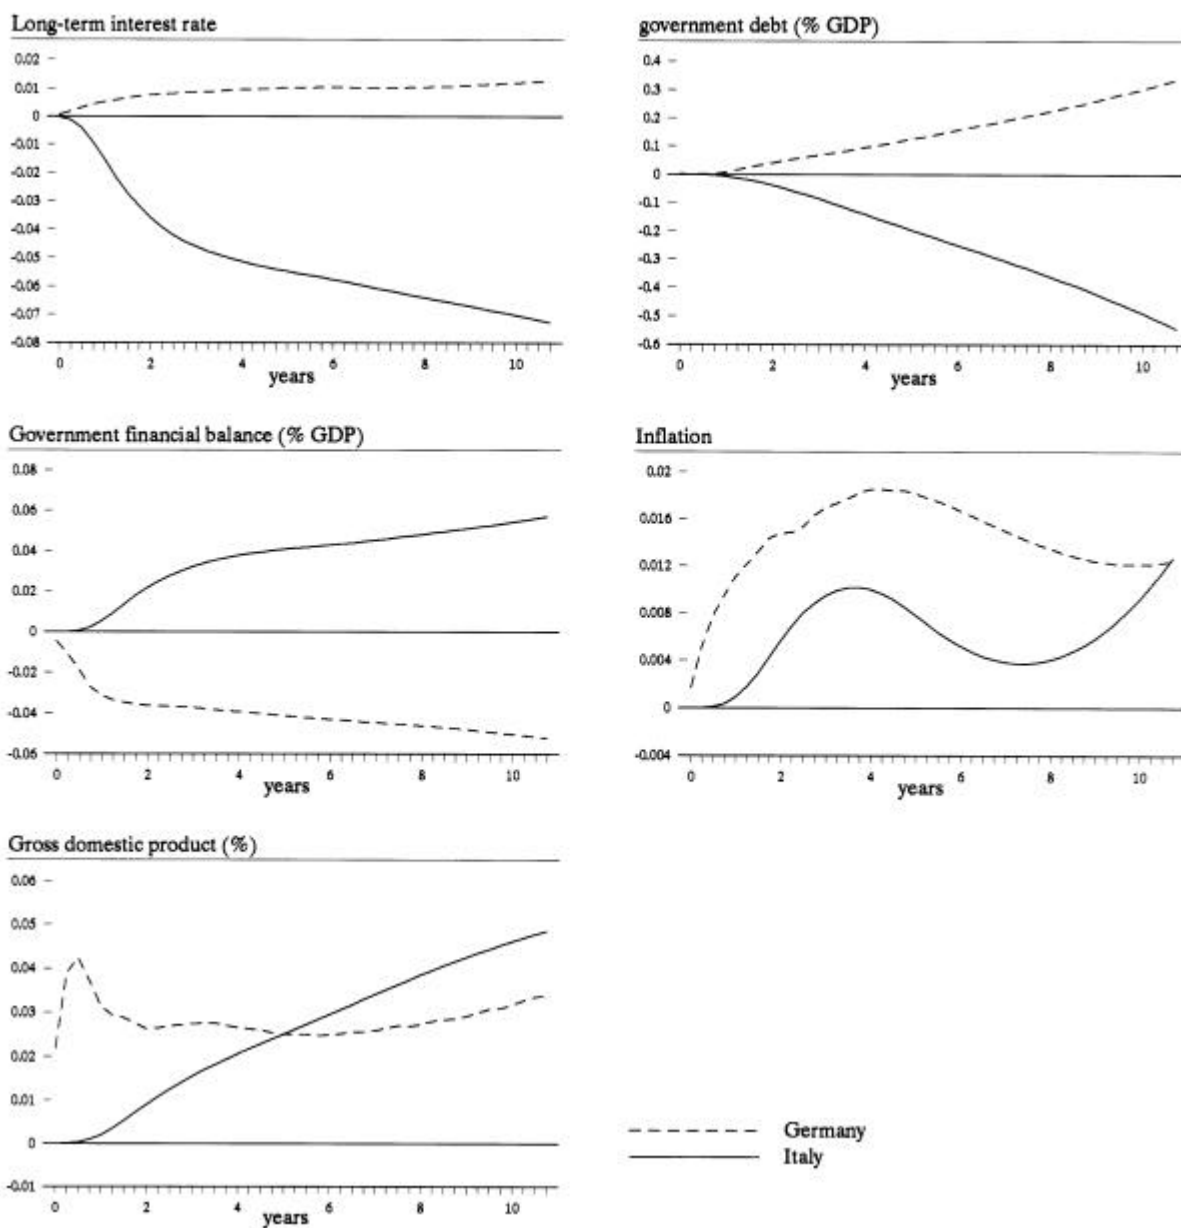 Long-term interest rate
0.02
0.01
0
-0.01
-0.02
-0.03
-0.04
-0.05
-0.06
-0.07
-0.08
0 2 4 6 8 10
years
government debt (% GDP)
0.4
0.3
0.2
0.1
0
-0.1
-0.2
-0.3
-0.4
-0.5
-0.6
0 2 4 6 8 10
years
Government financial balance (% GDP)
0.08
0.06
0.04
0.02
0
-0.02
-0.04
-0.06
0 2 4 6 8 10
years
Inflation
0.02
0.016
0.012
0.008
0.004
0
-0.004
0 2 4 6 8 10
years
Gross domestic product (%)
0.06
0.05
0.04
0.03
0.02
0.01
0
-0.01
0 2 4 6 8 10
years
Germany
Italy